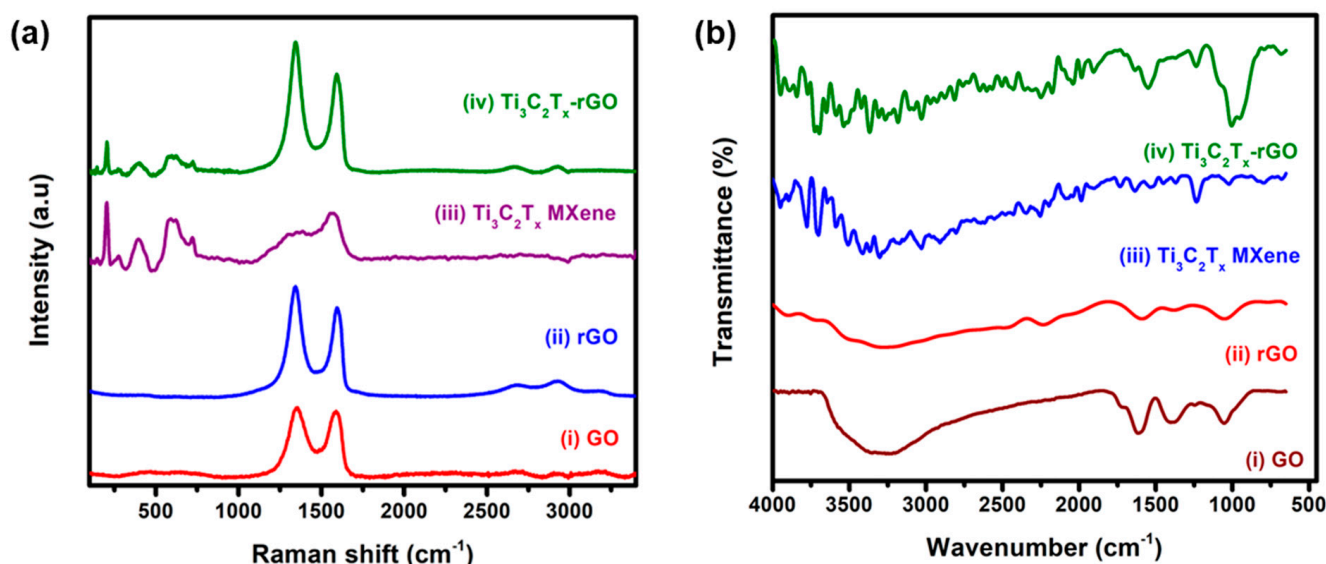 (a)
Intensity (a.u)
(iv) Ti₃C₂Tₓ-rGO
(iii) Ti₃C₂Tₓ MXene
(ii) rGO
(i) GO
500 1000 1500 2000 2500 3000
Raman shift (cm⁻¹)
(b)
Transmittance (%)
(iv) Ti₃C₂Tₓ-rGO
(iii) Ti₃C₂Tₓ MXene
(ii) rGO
(i) GO
4000 3500 3000 2500 2000 1500 1000 500
Wavenumber (cm⁻¹)